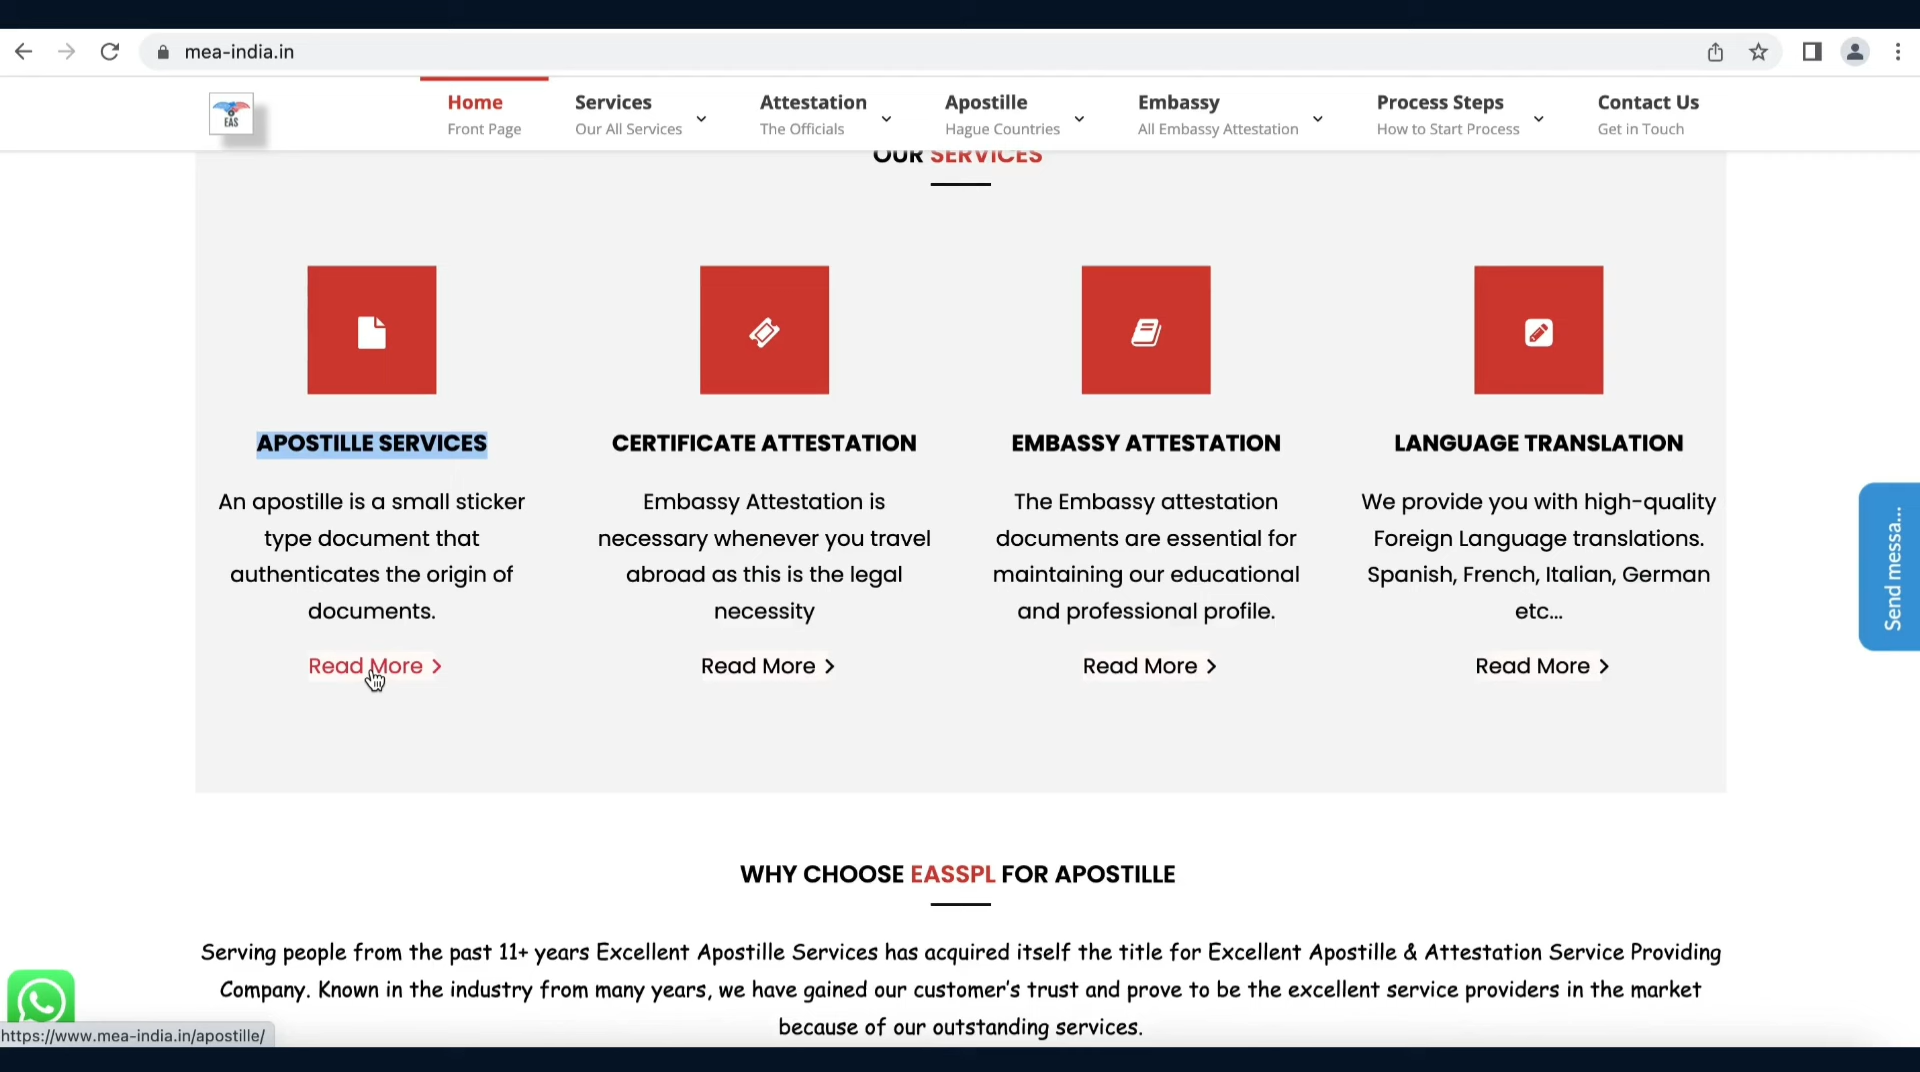 mea-india.in
EAS
Home
Front Page
Services
Our All Services
Attestation
The Officials
Apostille
Hague Countries
Embassy
All Embassy Attestation
Process Steps
How to Start Process
Contact Us
Get in Touch
OUR SERVICES
APOSTILLE SERVICES
An apostille is a small sticker
type document that
authenticates the origin of
documents.
Read More
CERTIFICATE ATTESTATION
Embassy Attestation is
necessary whenever you travel
abroad as this is the legal
necessity
Read More
EMBASSY ATTESTATION
The Embassy attestation
documents are essential for
maintaining our educational
and professional profile.
Read More
LANGUAGE TRANSLATION
We provide you with high-quality
Foreign Language translations.
Spanish, French, Italian, German
etc...
Read More
Send messa...
WHY CHOOSE EASSPL FOR APOSTILLE
Serving people from the past 11+ years Excellent Apostille Services has acquired itself the title for Excellent Apostille & Attestation Service Providing
Company. Known in the industry from many years, we have gained our customer's trust and prove to be the excellent service providers in the market
because of our outstanding services.
https://www.mea-india.in/apostille/